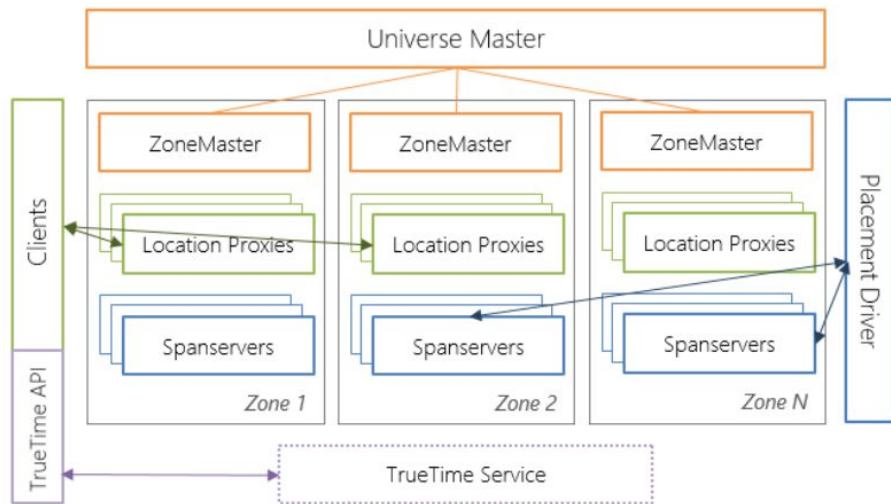 Universe Master
Clients
TrueTime API
ZoneMaster
Location Proxies
Spanservers
Zone 1
ZoneMaster
Location Proxies
Spanservers
Zone 2
ZoneMaster
Location Proxies
Spanservers
Zone N
Placement Driver
TrueTime Service